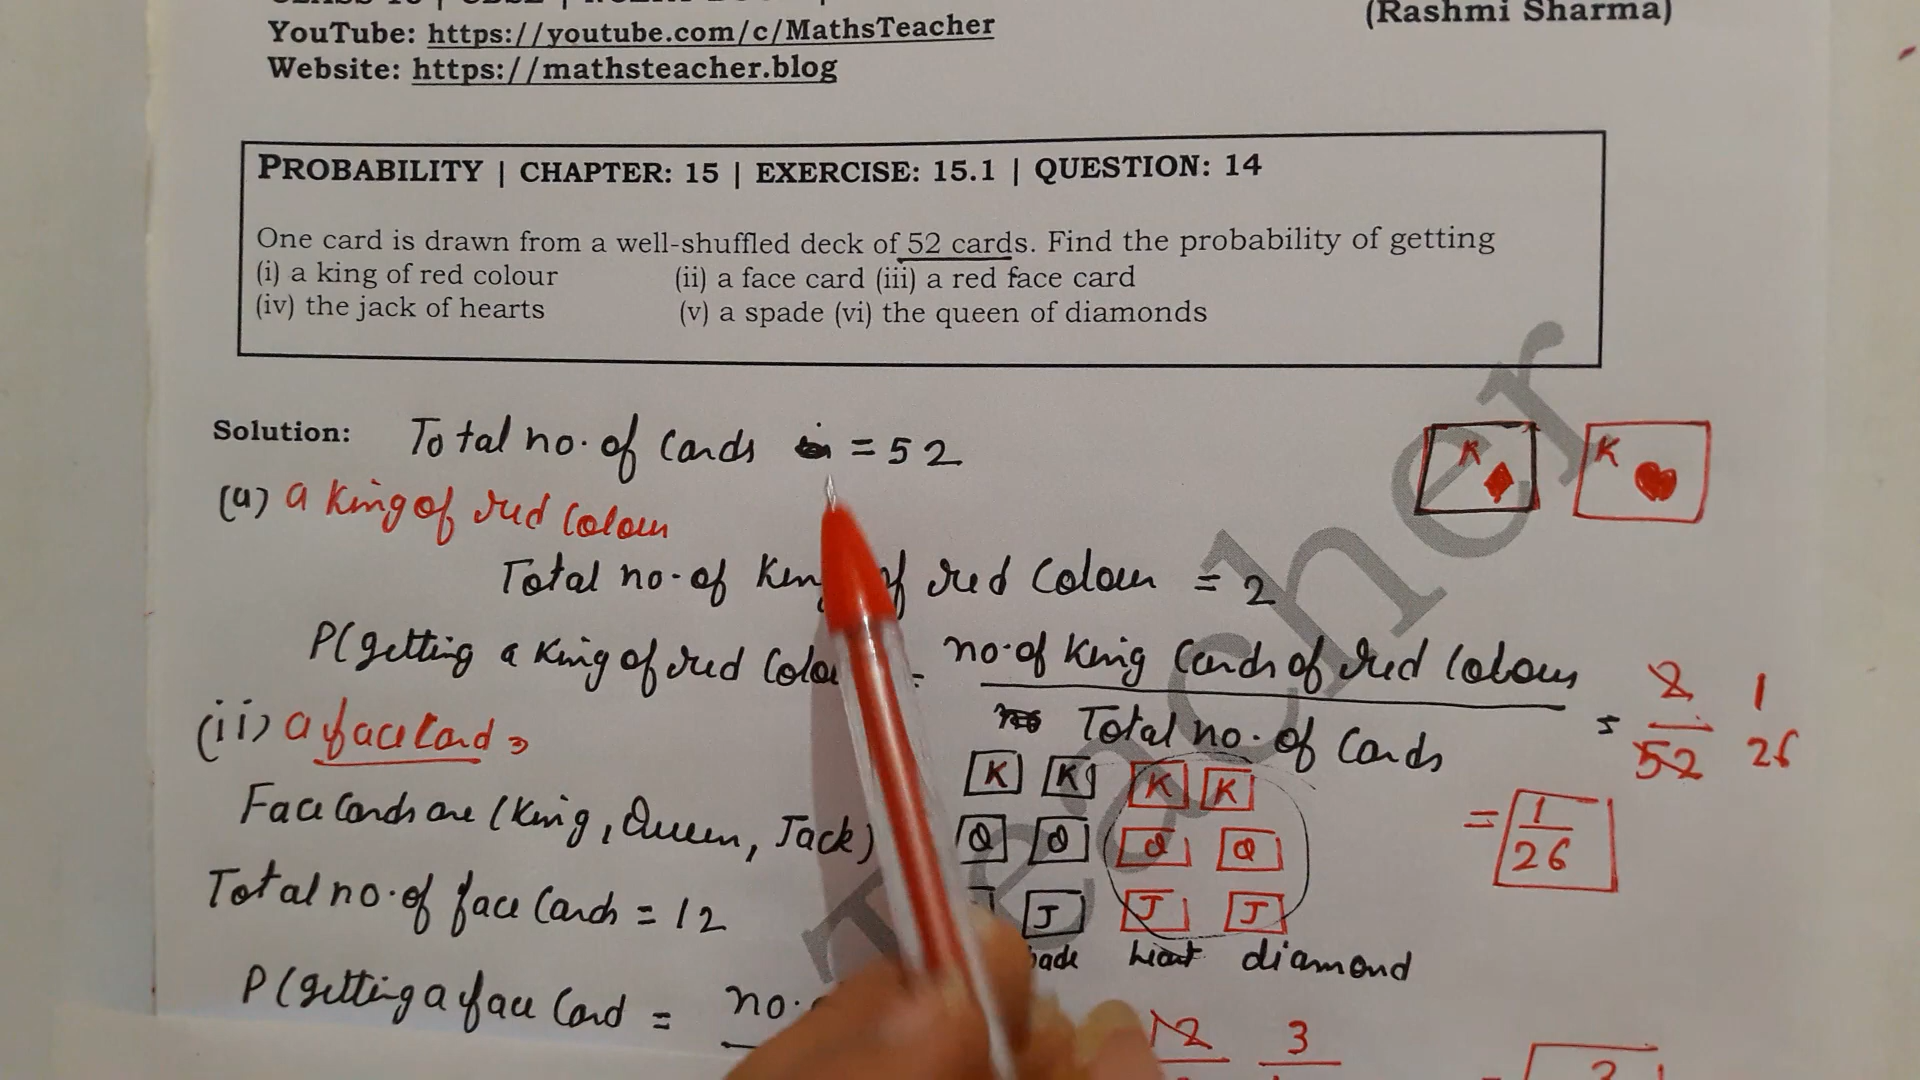 (Rashmi Sharma)
YouTube: https://youtube.com/c/MathsTeacher
Website: https://mathsteacher.blog
PROBABILITY | CHAPTER: 15 | EXERCISE: 15.1 | QUESTION: 14
One card is drawn from a well-shuffled deck of 52 cards. Find the probability of getting
(i) a king of red colour (ii) a face card (iii) a red face card
(iv) the jack of hearts (v) a spade (vi) the queen of diamonds
Solution: Total no. of Cards = 52
K K
(a) a King of red Colour
Total no. of King of red Colour = 2
P(getting a King of red Colou = no. of King Cards of red Colour = 2 1
Total no. of Cards 52 26
(ii) a face Card
K K K K
= 1
26
Face Cards are (King, Queen, Jack)
Q Q Q Q
Total no. of face Cards = 12
J J J
heart diamond
P(getting a face Card = no.
12 3
Teacher